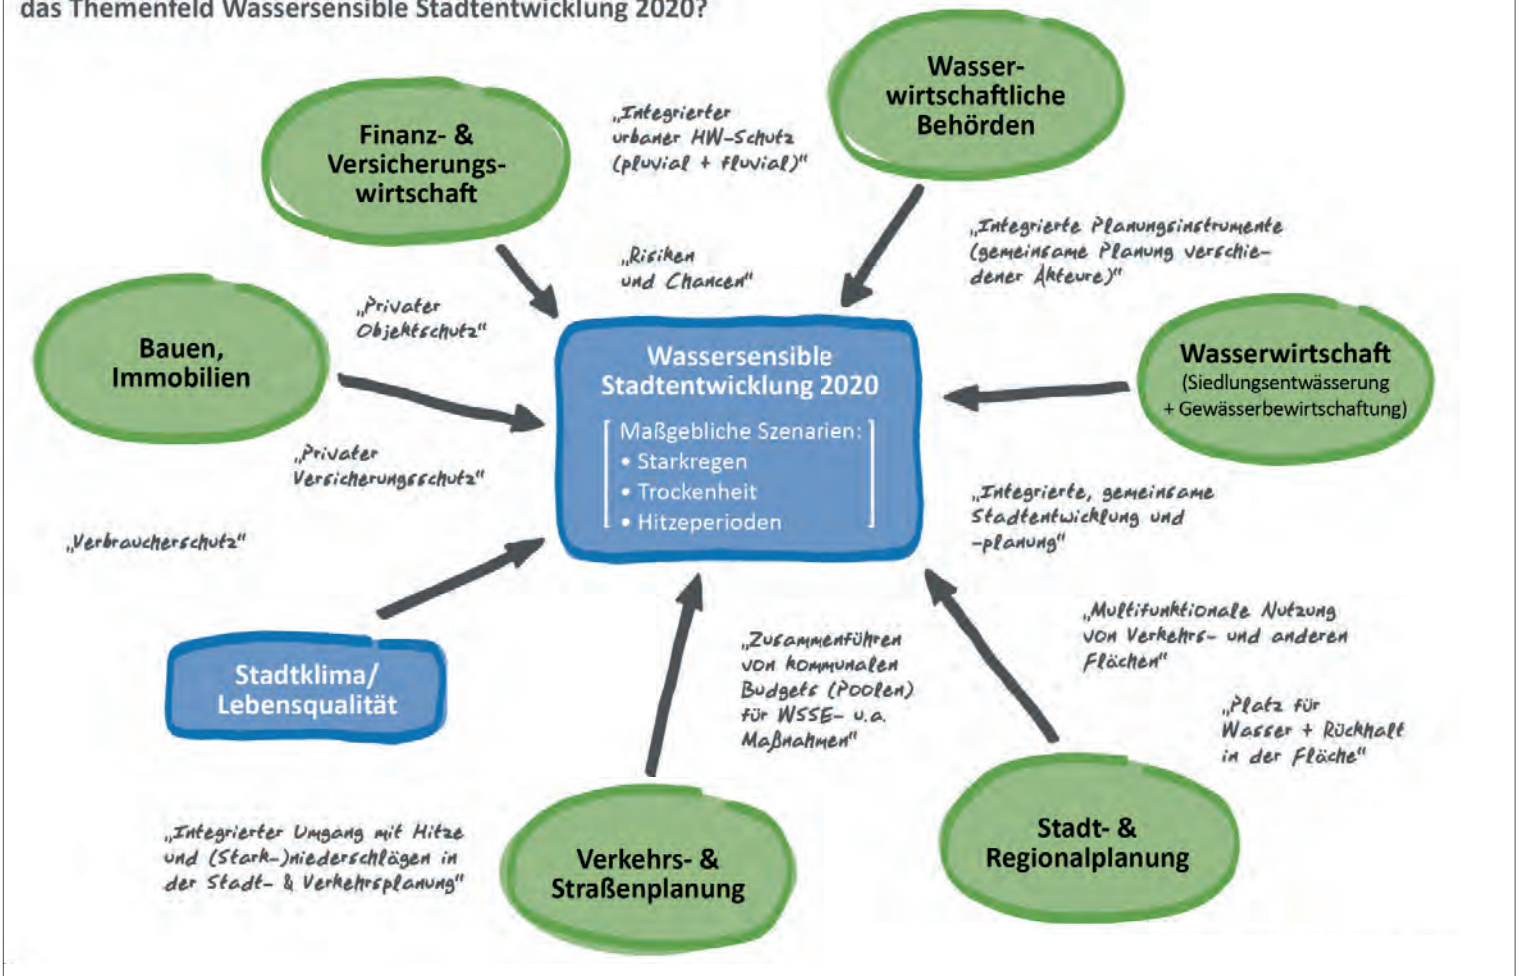 das Themenfeld Wassersensible Stadtentwicklung 2020?
Wasser-
wirtschaftliche
Behörden
Finanz- &
Versicherungs-
wirtschaft
„Integrierter
urbaner HW-Schutz
(pluvial + fluvial)"
„Integrierte Planungsinstrumente
(gemeinsame Planung verschie-
dener Akteure)"
„Risiken
und Chancen"
„Privater
Objektschutz"
Bauen,
Immobilien
Wassersensible
Stadtentwicklung 2020
Maßgebliche Szenarien:
• Starkregen
• Trockenheit
• Hitzeperioden
Wasserwirtschaft
(Siedlungsentwässerung
+ Gewässerbewirtschaftung)
„Privater
Versicherungsschutz"
„Verbraucherschutz"
„Integrierte, gemeinsame
Stadtentwicklung und
-planung"
„Multifunktionale Nutzung
von Verkehrs- und anderen
Flächen"
Stadtklima/
Lebensqualität
„Zusammenführen
von kommunalen
Budgets (Poolen)
für WSSE- u.a.
Maßnahmen"
„Platz für
Wasser + Rückhalt
in der Fläche"
„Integrierter Umgang mit Hitze
und (Stark-)niederschlägen in
der Stadt- & Verkehrsplanung"
Verkehrs- &
Straßenplanung
Stadt- &
Regionalplanung